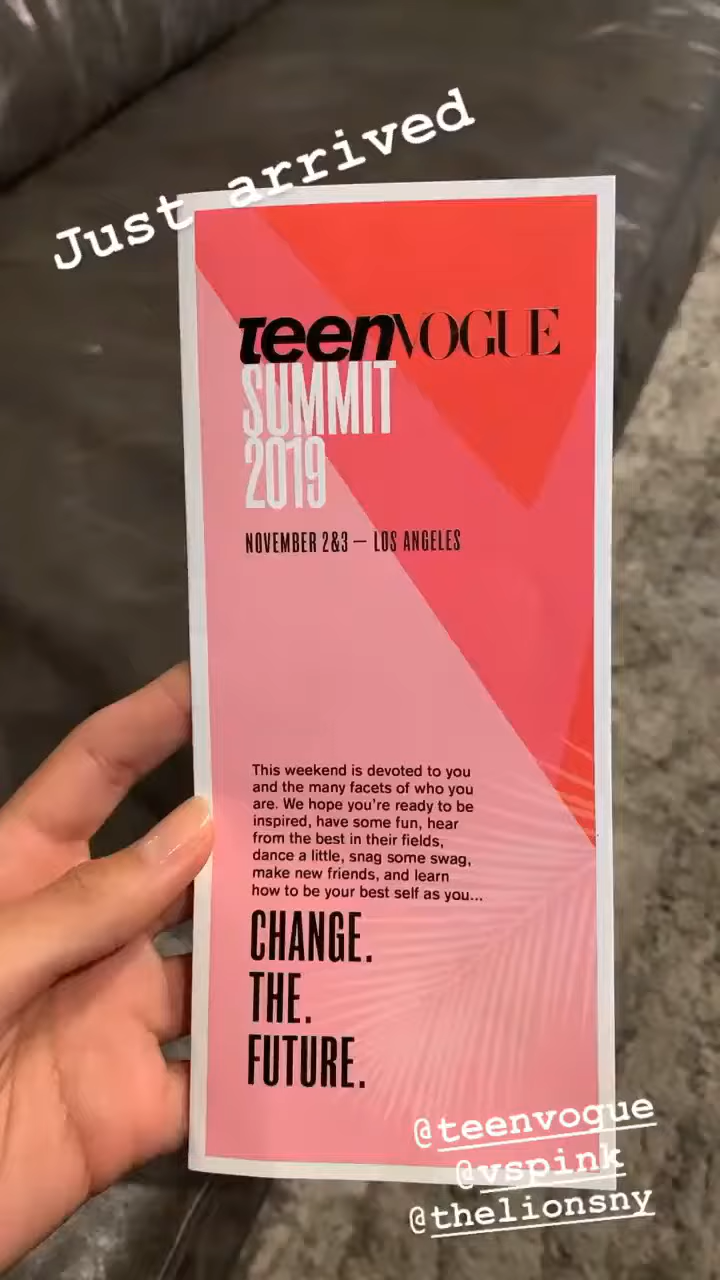 Just arrived
teenVOGUE
SUMMIT
2019
NOVEMBER 2&3 — LOS ANGELES
This weekend is devoted to you
and the many facets of who you
are. We hope you're ready to be
inspired, have some fun, hear
from the best in their fields,
dance a little, snag some swag,
make new friends, and learn
how to be your best self as you...
CHANGE.
THE.
FUTURE.
@teenvogue
@vspink
@thelionsny